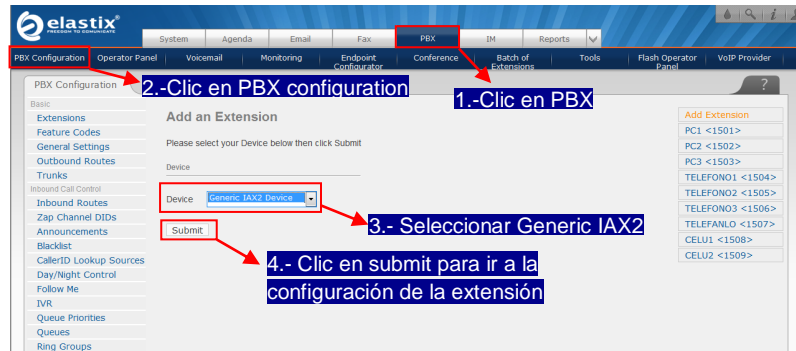 elastix®
FREEDOM TO COMMUNICATE
System Agenda Email Fax PBX IM Reports
PBX Configuration Operator Panel Voicemail Monitoring Endpoint Configurator Conference Batch of Extensions Tools Flash Operator Panel VoIP Provider
PBX Configuration
?
2.-Clic en PBX configuration
1.-Clic en PBX
Basic
Extensions
Feature Codes
General Settings
Outbound Routes
Trunks
Inbound Call Control
Inbound Routes
Zap Channel DIDs
Announcements
Blacklist
CallerID Lookup Sources
Day/Night Control
Follow Me
IVR
Queue Priorities
Queues
Ring Groups
Add an Extension
Please select your Device below then click Submit
Device
Device Generic IAX2 Device
Submit
3.- Seleccionar Generic IAX2
4.- Clic en submit para ir a la
configuración de la extensión
Add Extension
PC1 <1501>
PC2 <1502>
PC3 <1503>
TELEFONO1 <1504>
TELEFONO2 <1505>
TELEFONO3 <1506>
TELEFANLO <1507>
CELU1 <1508>
CELU2 <1509>